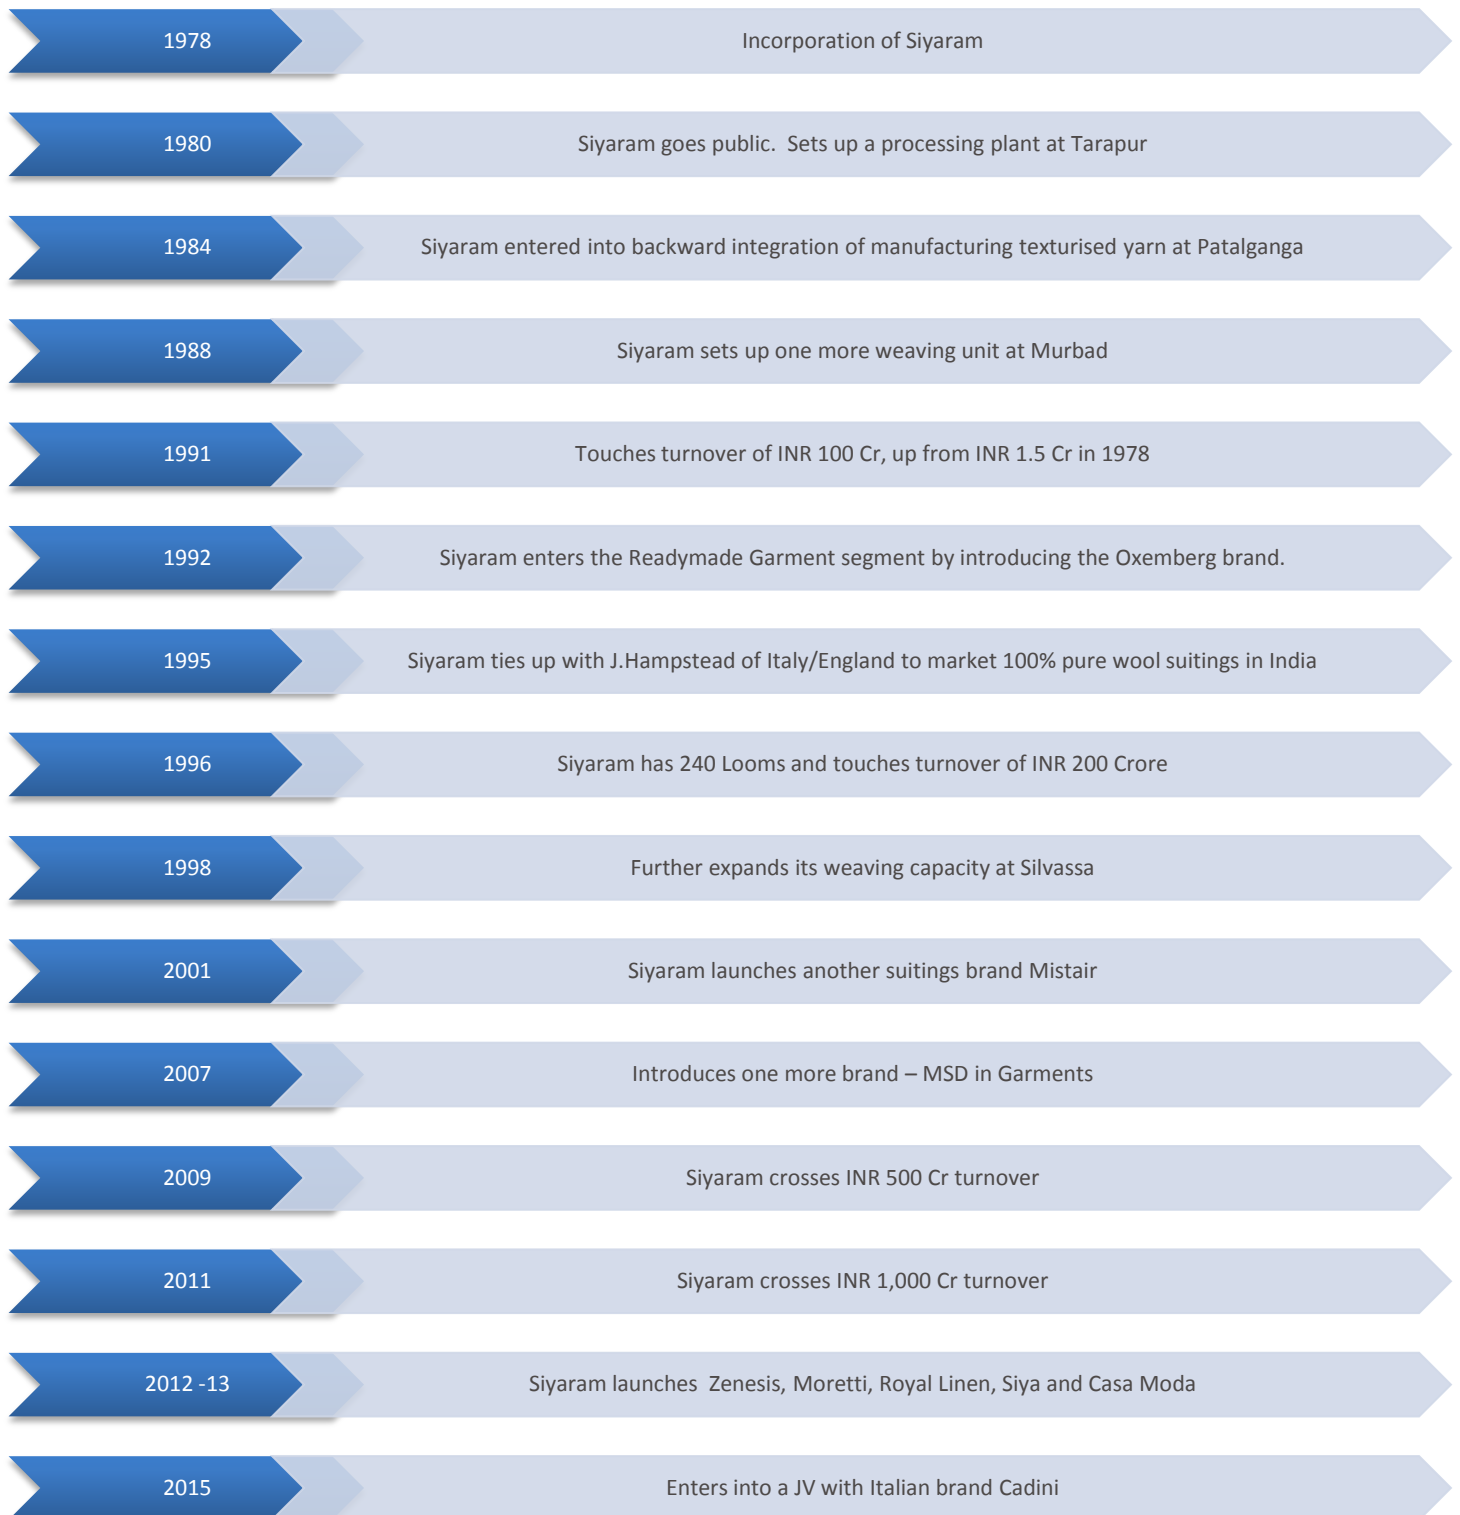 1978
Incorporation of Siyaram
1980
Siyaram goes public.  Sets up a processing plant at Tarapur
1984
Siyaram entered into backward integration of manufacturing texturised yarn at Patalganga
1988
Siyaram sets up one more weaving unit at Murbad
1991
Touches turnover of INR 100 Cr, up from INR 1.5 Cr in 1978
1992
Siyaram enters the Readymade Garment segment by introducing the Oxemberg brand.
1995
Siyaram ties up with J.Hampstead of Italy/England to market 100% pure wool suitings in India
1996
Siyaram has 240 Looms and touches turnover of INR 200 Crore
1998
Further expands its weaving capacity at Silvassa
2001
Siyaram launches another suitings brand Mistair
2007
Introduces one more brand – MSD in Garments
2009
Siyaram crosses INR 500 Cr turnover
2011
Siyaram crosses INR 1,000 Cr turnover
2012 -13
Siyaram launches  Zenesis, Moretti, Royal Linen, Siya and Casa Moda
2015
Enters into a JV with Italian brand Cadini